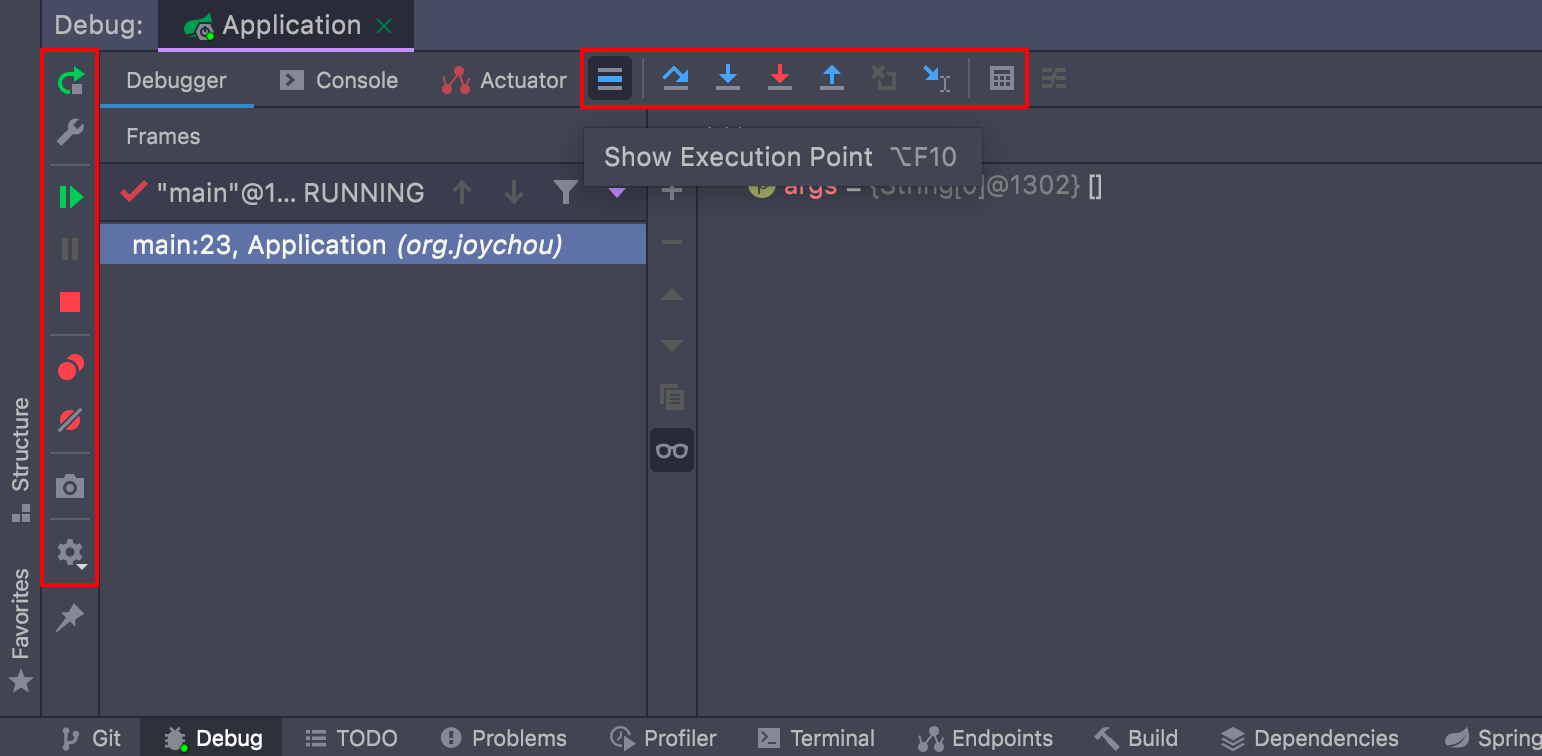 Debug: Application
Debugger Console Actuator
Frames
Show Execution Point ⌥F10
"main"@1... RUNNING
args = {String[0]@1302} []
main:23, Application (org.joychou)
Structure
Favorites
Git Debug TODO Problems Profiler Terminal Endpoints Build Dependencies Spring